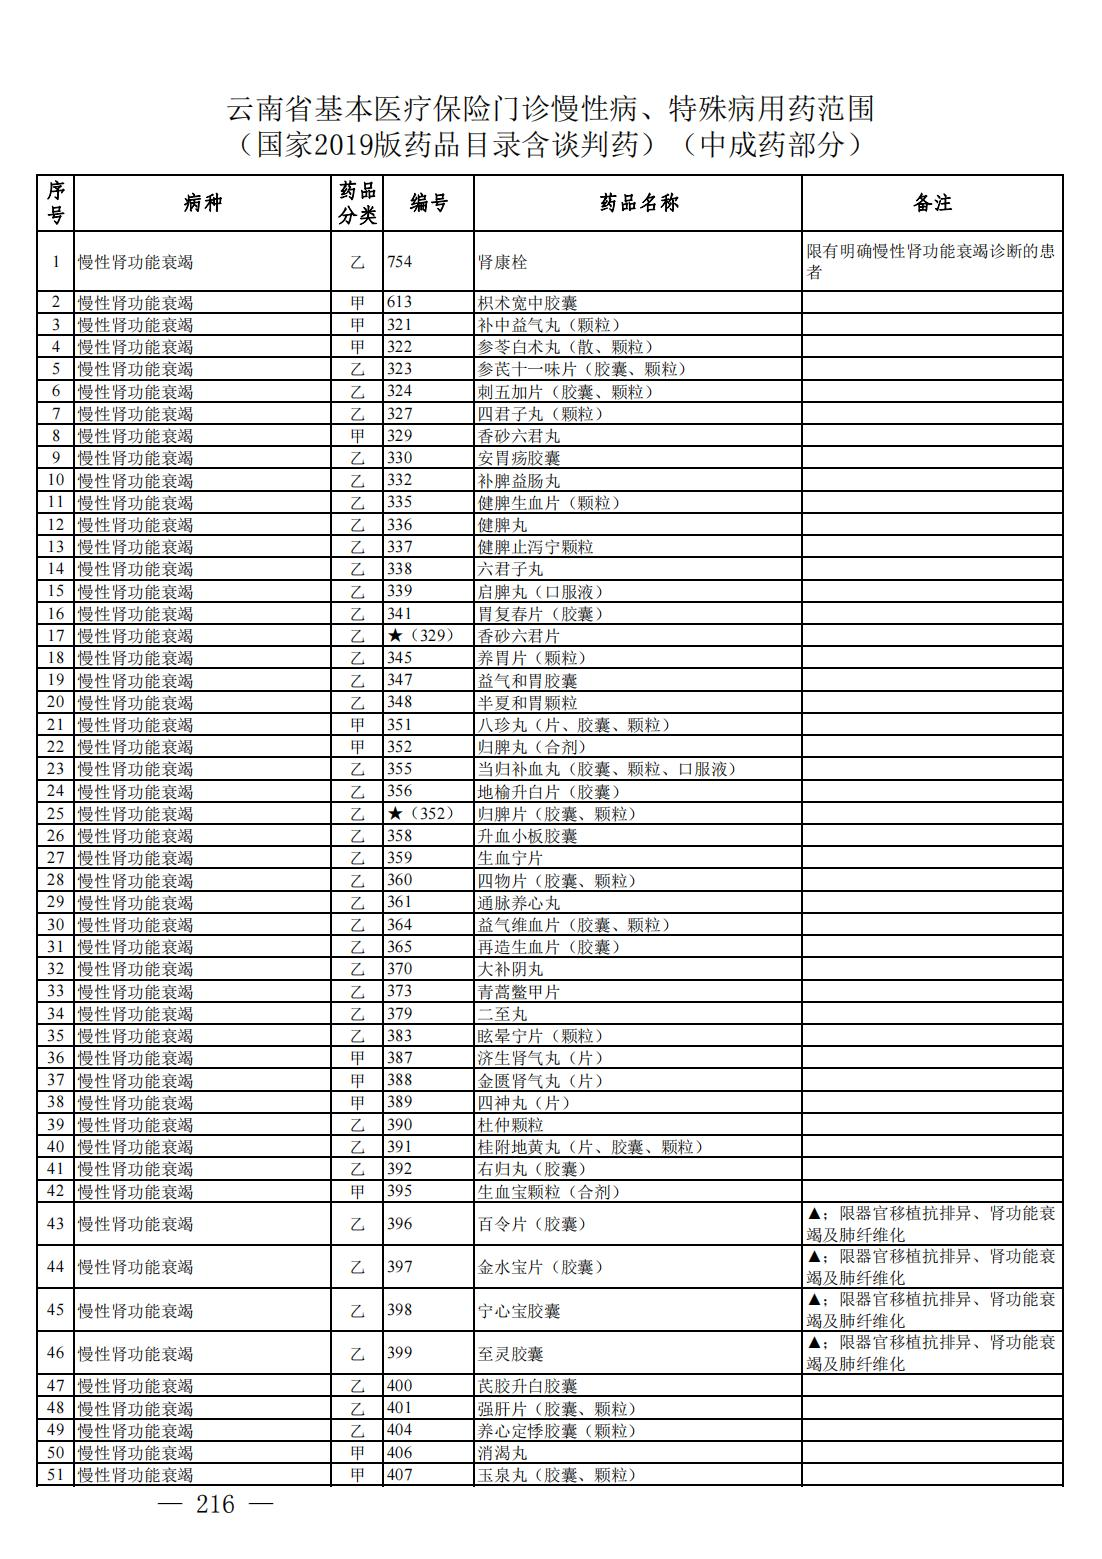 云南省基本医疗保险门诊慢性病、特殊病用药范围
（国家2019版药品目录含谈判药）（中成药部分）
序号 病种 药品分类 编号 药品名称 备注
1 慢性肾功能衰竭 乙 754 肾康栓 限有明确慢性肾功能衰竭诊断的患者
2 慢性肾功能衰竭 甲 613 枳术宽中胶囊
3 慢性肾功能衰竭 甲 321 补中益气丸（颗粒）
4 慢性肾功能衰竭 甲 322 参苓白术丸（散、颗粒）
5 慢性肾功能衰竭 乙 323 参芪十一味片（胶囊、颗粒）
6 慢性肾功能衰竭 乙 324 刺五加片（胶囊、颗粒）
7 慢性肾功能衰竭 乙 327 四君子丸（颗粒）
8 慢性肾功能衰竭 甲 329 香砂六君丸
9 慢性肾功能衰竭 乙 330 安胃疡胶囊
10 慢性肾功能衰竭 乙 332 补脾益肠丸
11 慢性肾功能衰竭 乙 335 健脾生血片（颗粒）
12 慢性肾功能衰竭 乙 336 健脾丸
13 慢性肾功能衰竭 乙 337 健脾止泻宁颗粒
14 慢性肾功能衰竭 乙 338 六君子丸
15 慢性肾功能衰竭 乙 339 启脾丸（口服液）
16 慢性肾功能衰竭 乙 341 胃复春片（胶囊）
17 慢性肾功能衰竭 乙 ★（329） 香砂六君片
18 慢性肾功能衰竭 乙 345 养胃片（颗粒）
19 慢性肾功能衰竭 乙 347 益气和胃胶囊
20 慢性肾功能衰竭 乙 348 半夏和胃颗粒
21 慢性肾功能衰竭 甲 351 八珍丸（片、胶囊、颗粒）
22 慢性肾功能衰竭 甲 352 归脾丸（合剂）
23 慢性肾功能衰竭 乙 355 当归补血丸（胶囊、颗粒、口服液）
24 慢性肾功能衰竭 乙 356 地榆升白片（胶囊）
25 慢性肾功能衰竭 乙 ★（352） 归脾片（胶囊、颗粒）
26 慢性肾功能衰竭 乙 358 升血小板胶囊
27 慢性肾功能衰竭 乙 359 生血宁片
28 慢性肾功能衰竭 乙 360 四物片（胶囊、颗粒）
29 慢性肾功能衰竭 乙 361 通脉养心丸
30 慢性肾功能衰竭 乙 364 益气维血片（胶囊、颗粒）
31 慢性肾功能衰竭 乙 365 再造生血片（胶囊）
32 慢性肾功能衰竭 乙 370 大补阴丸
33 慢性肾功能衰竭 乙 373 青蒿鳖甲片
34 慢性肾功能衰竭 乙 379 二至丸
35 慢性肾功能衰竭 乙 383 眩晕宁片（颗粒）
36 慢性肾功能衰竭 甲 387 济生肾气丸（片）
37 慢性肾功能衰竭 甲 388 金匮肾气丸（片）
38 慢性肾功能衰竭 甲 389 四神丸（片）
39 慢性肾功能衰竭 乙 390 杜仲颗粒
40 慢性肾功能衰竭 乙 391 桂附地黄丸（片、胶囊、颗粒）
41 慢性肾功能衰竭 乙 392 右归丸（胶囊）
42 慢性肾功能衰竭 甲 395 生血宝颗粒（合剂）
43 慢性肾功能衰竭 乙 396 百令片（胶囊） ▲；限器官移植抗排异、肾功能衰竭及肺纤维化
44 慢性肾功能衰竭 乙 397 金水宝片（胶囊） ▲；限器官移植抗排异、肾功能衰竭及肺纤维化
45 慢性肾功能衰竭 乙 398 宁心宝胶囊 ▲；限器官移植抗排异、肾功能衰竭及肺纤维化
46 慢性肾功能衰竭 乙 399 至灵胶囊 ▲；限器官移植抗排异、肾功能衰竭及肺纤维化
47 慢性肾功能衰竭 乙 400 芪胶升白胶囊
48 慢性肾功能衰竭 乙 401 强肝片（胶囊、颗粒）
49 慢性肾功能衰竭 乙 404 养心定悸胶囊（颗粒）
50 慢性肾功能衰竭 甲 406 消渴丸
51 慢性肾功能衰竭 甲 407 玉泉丸（胶囊、颗粒）
— 216 —